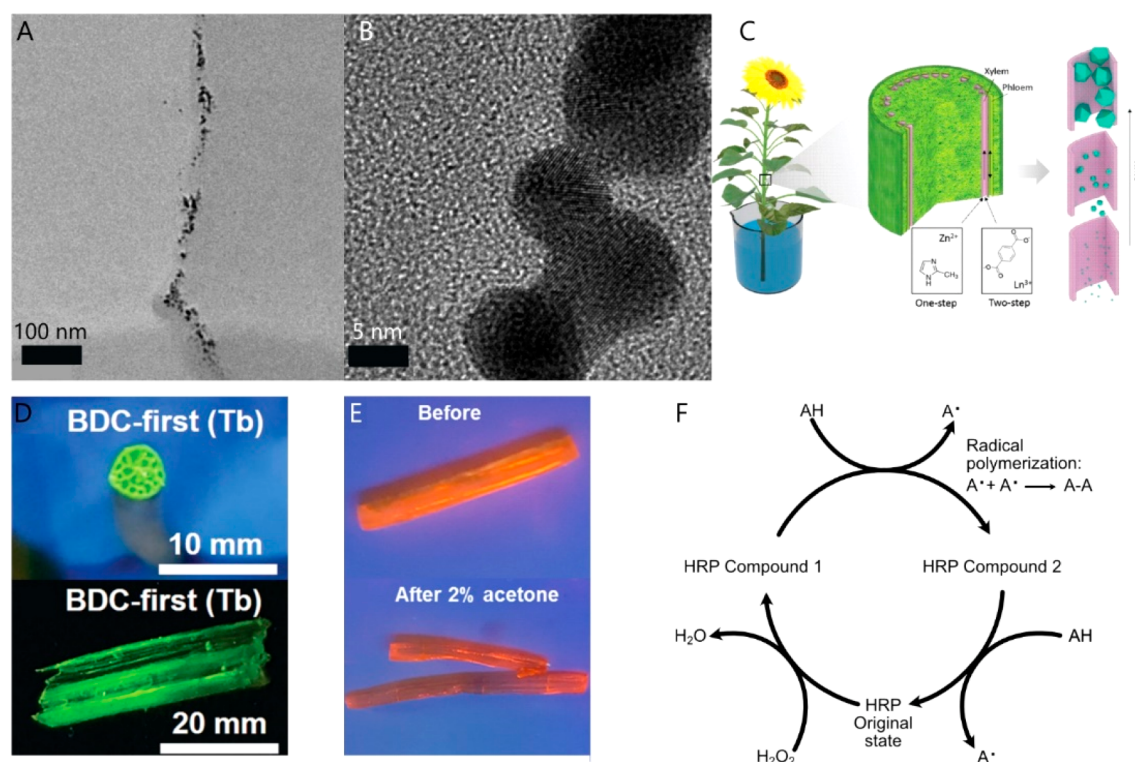 A
B
C
100 nm
5 nm
Xylem
Phloem
Zn²⁺
N
N
H
CH₃
O
O⁻
⁻O
O
Ln³⁺
One-step
Two-step
D
BDC-first (Tb)
10 mm
BDC-first (Tb)
20 mm
E
Before
After 2% acetone
F
AH
A•
Radical
polymerization:
A• + A• → A-A
HRP Compound 1
HRP Compound 2
H₂O
AH
HRP
Original
state
H₂O₂
A•